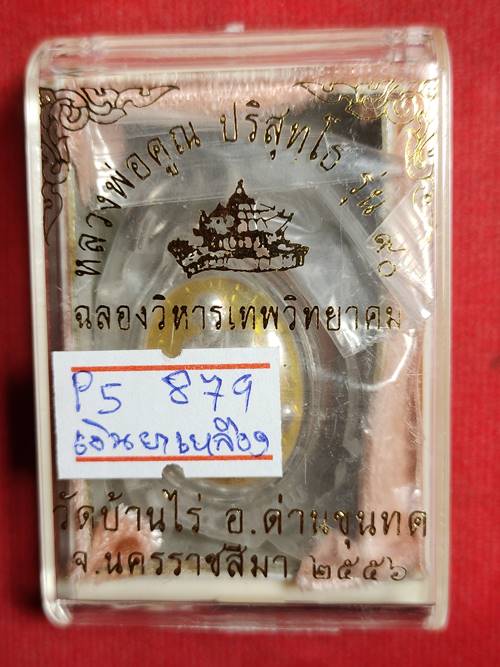 หลวงพ่อคูณ ปริสุทฺโธ รุ่น ๙๐
ฉลองวิหารเทพวิทยาคม
P5 879
เงินยาเหลือง
วัดบ้านไร่ อ.ด่านขุนทด
จ.นครราชสีมา ๒๕๕๖